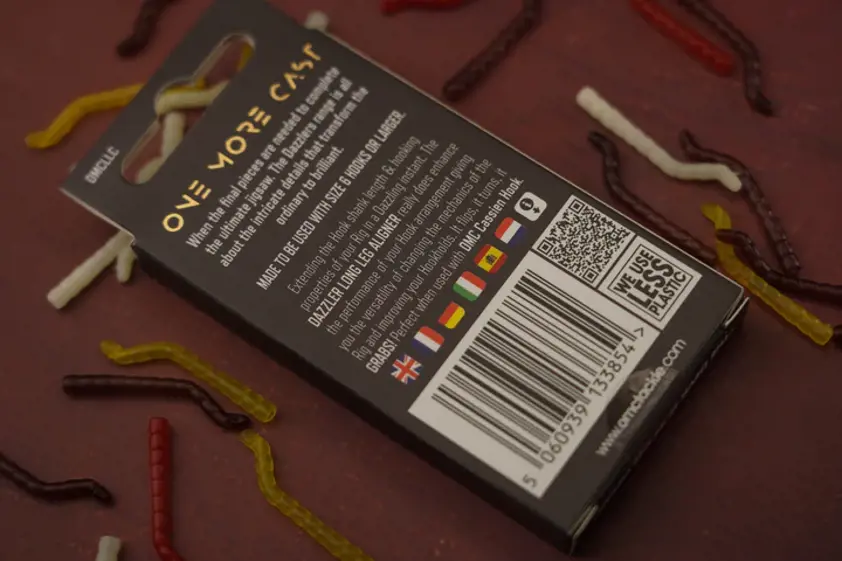 OMCLLC
ONE MORE CAST
When the final pieces are needed to complete
the ultimate jigsaw. The Dazzlers range is all
about the intricate details that transform the
ordinary to brilliant.
MADE TO BE USED WITH SIZE 6 HOOKS OR LARGER.
Extending the Hook shank length & hooking
properties of your Rig in a Dazzling instant. The
DAZZLER LONG LEG ALIGNER really does enhance
the performance of your Hook arrangement giving
you the versatility of changing the mechanics of the
Rig and improving your Hookholds. It flips, it turns, it
GRABS! Perfect when used with OMC Cassien Hook.
WE USE
LESS
PLASTIC
5 060939 133854 >
www.omctackle.com